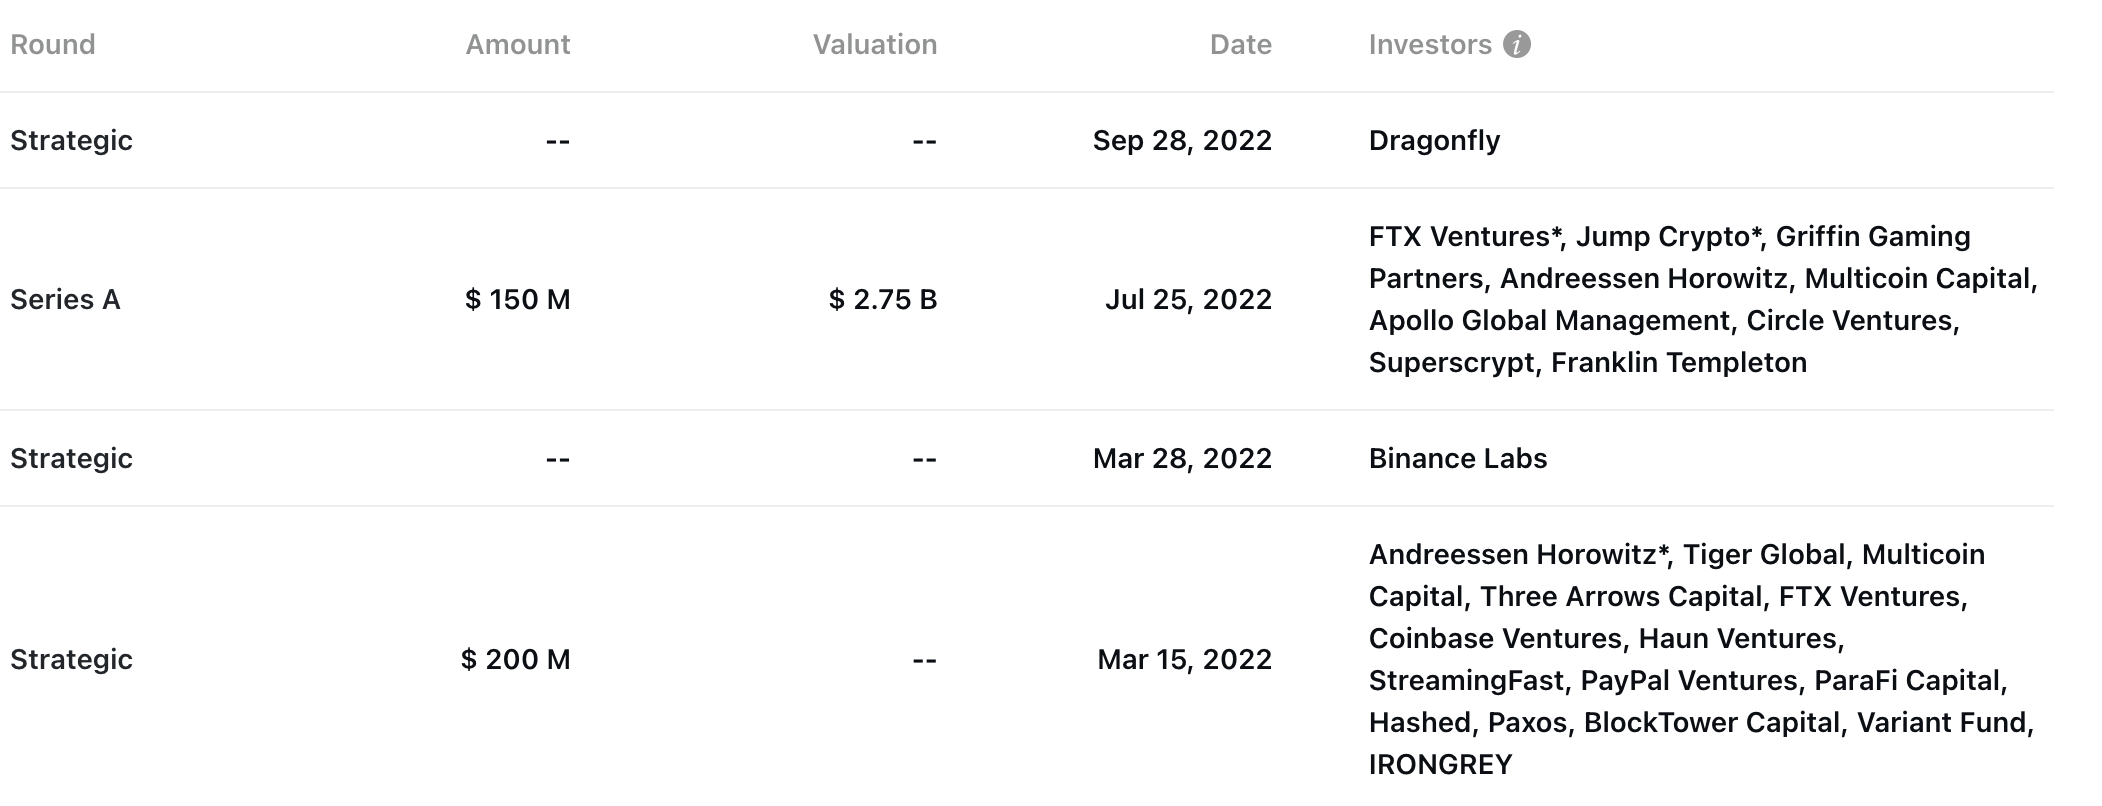 Round Amount Valuation Date Investors i
Strategic -- -- Sep 28, 2022 Dragonfly
FTX Ventures*, Jump Crypto*, Griffin Gaming
Partners, Andreessen Horowitz, Multicoin Capital,
Series A $ 150 M $ 2.75 B Jul 25, 2022
Apollo Global Management, Circle Ventures,
Superscrypt, Franklin Templeton
Strategic -- -- Mar 28, 2022 Binance Labs
Andreessen Horowitz*, Tiger Global, Multicoin
Capital, Three Arrows Capital, FTX Ventures,
Coinbase Ventures, Haun Ventures,
Strategic $ 200 M -- Mar 15, 2022
StreamingFast, PayPal Ventures, ParaFi Capital,
Hashed, Paxos, BlockTower Capital, Variant Fund,
IRONGREY